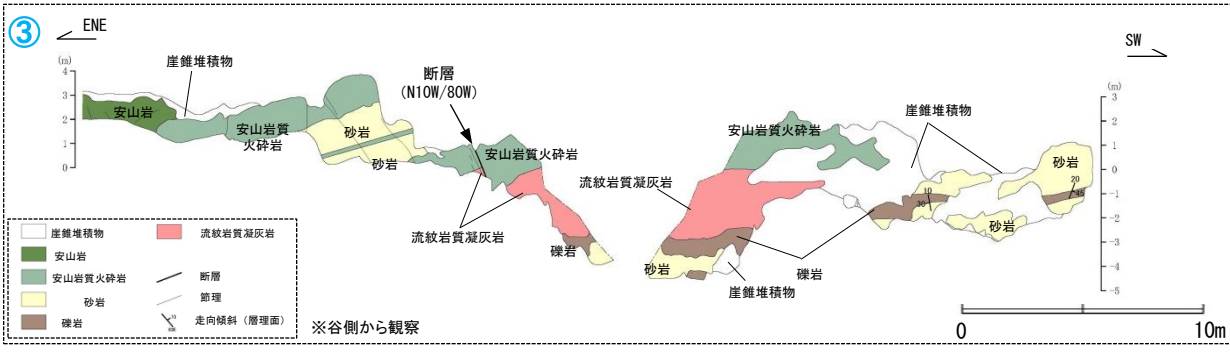 ③
ENE
SW
(m)
4
3
2
1
0
崖錐堆積物
安山岩
安山岩質
火砕岩
砂岩
砂岩
断層
(N10W/80W)
安山岩質火砕岩
流紋岩質凝灰岩
礫岩
安山岩質火砕岩
流紋岩質凝灰岩
砂岩
崖錐堆積物
礫岩
崖錐堆積物
10
30
砂岩
砂岩
20
45
(m)
3
2
1
0
-1
-2
-3
-4
-5
崖錐堆積物
流紋岩質凝灰岩
安山岩
安山岩質火砕岩
断層
砂岩
節理
礫岩
走向傾斜（層理面）
※谷側から観察
0
10m